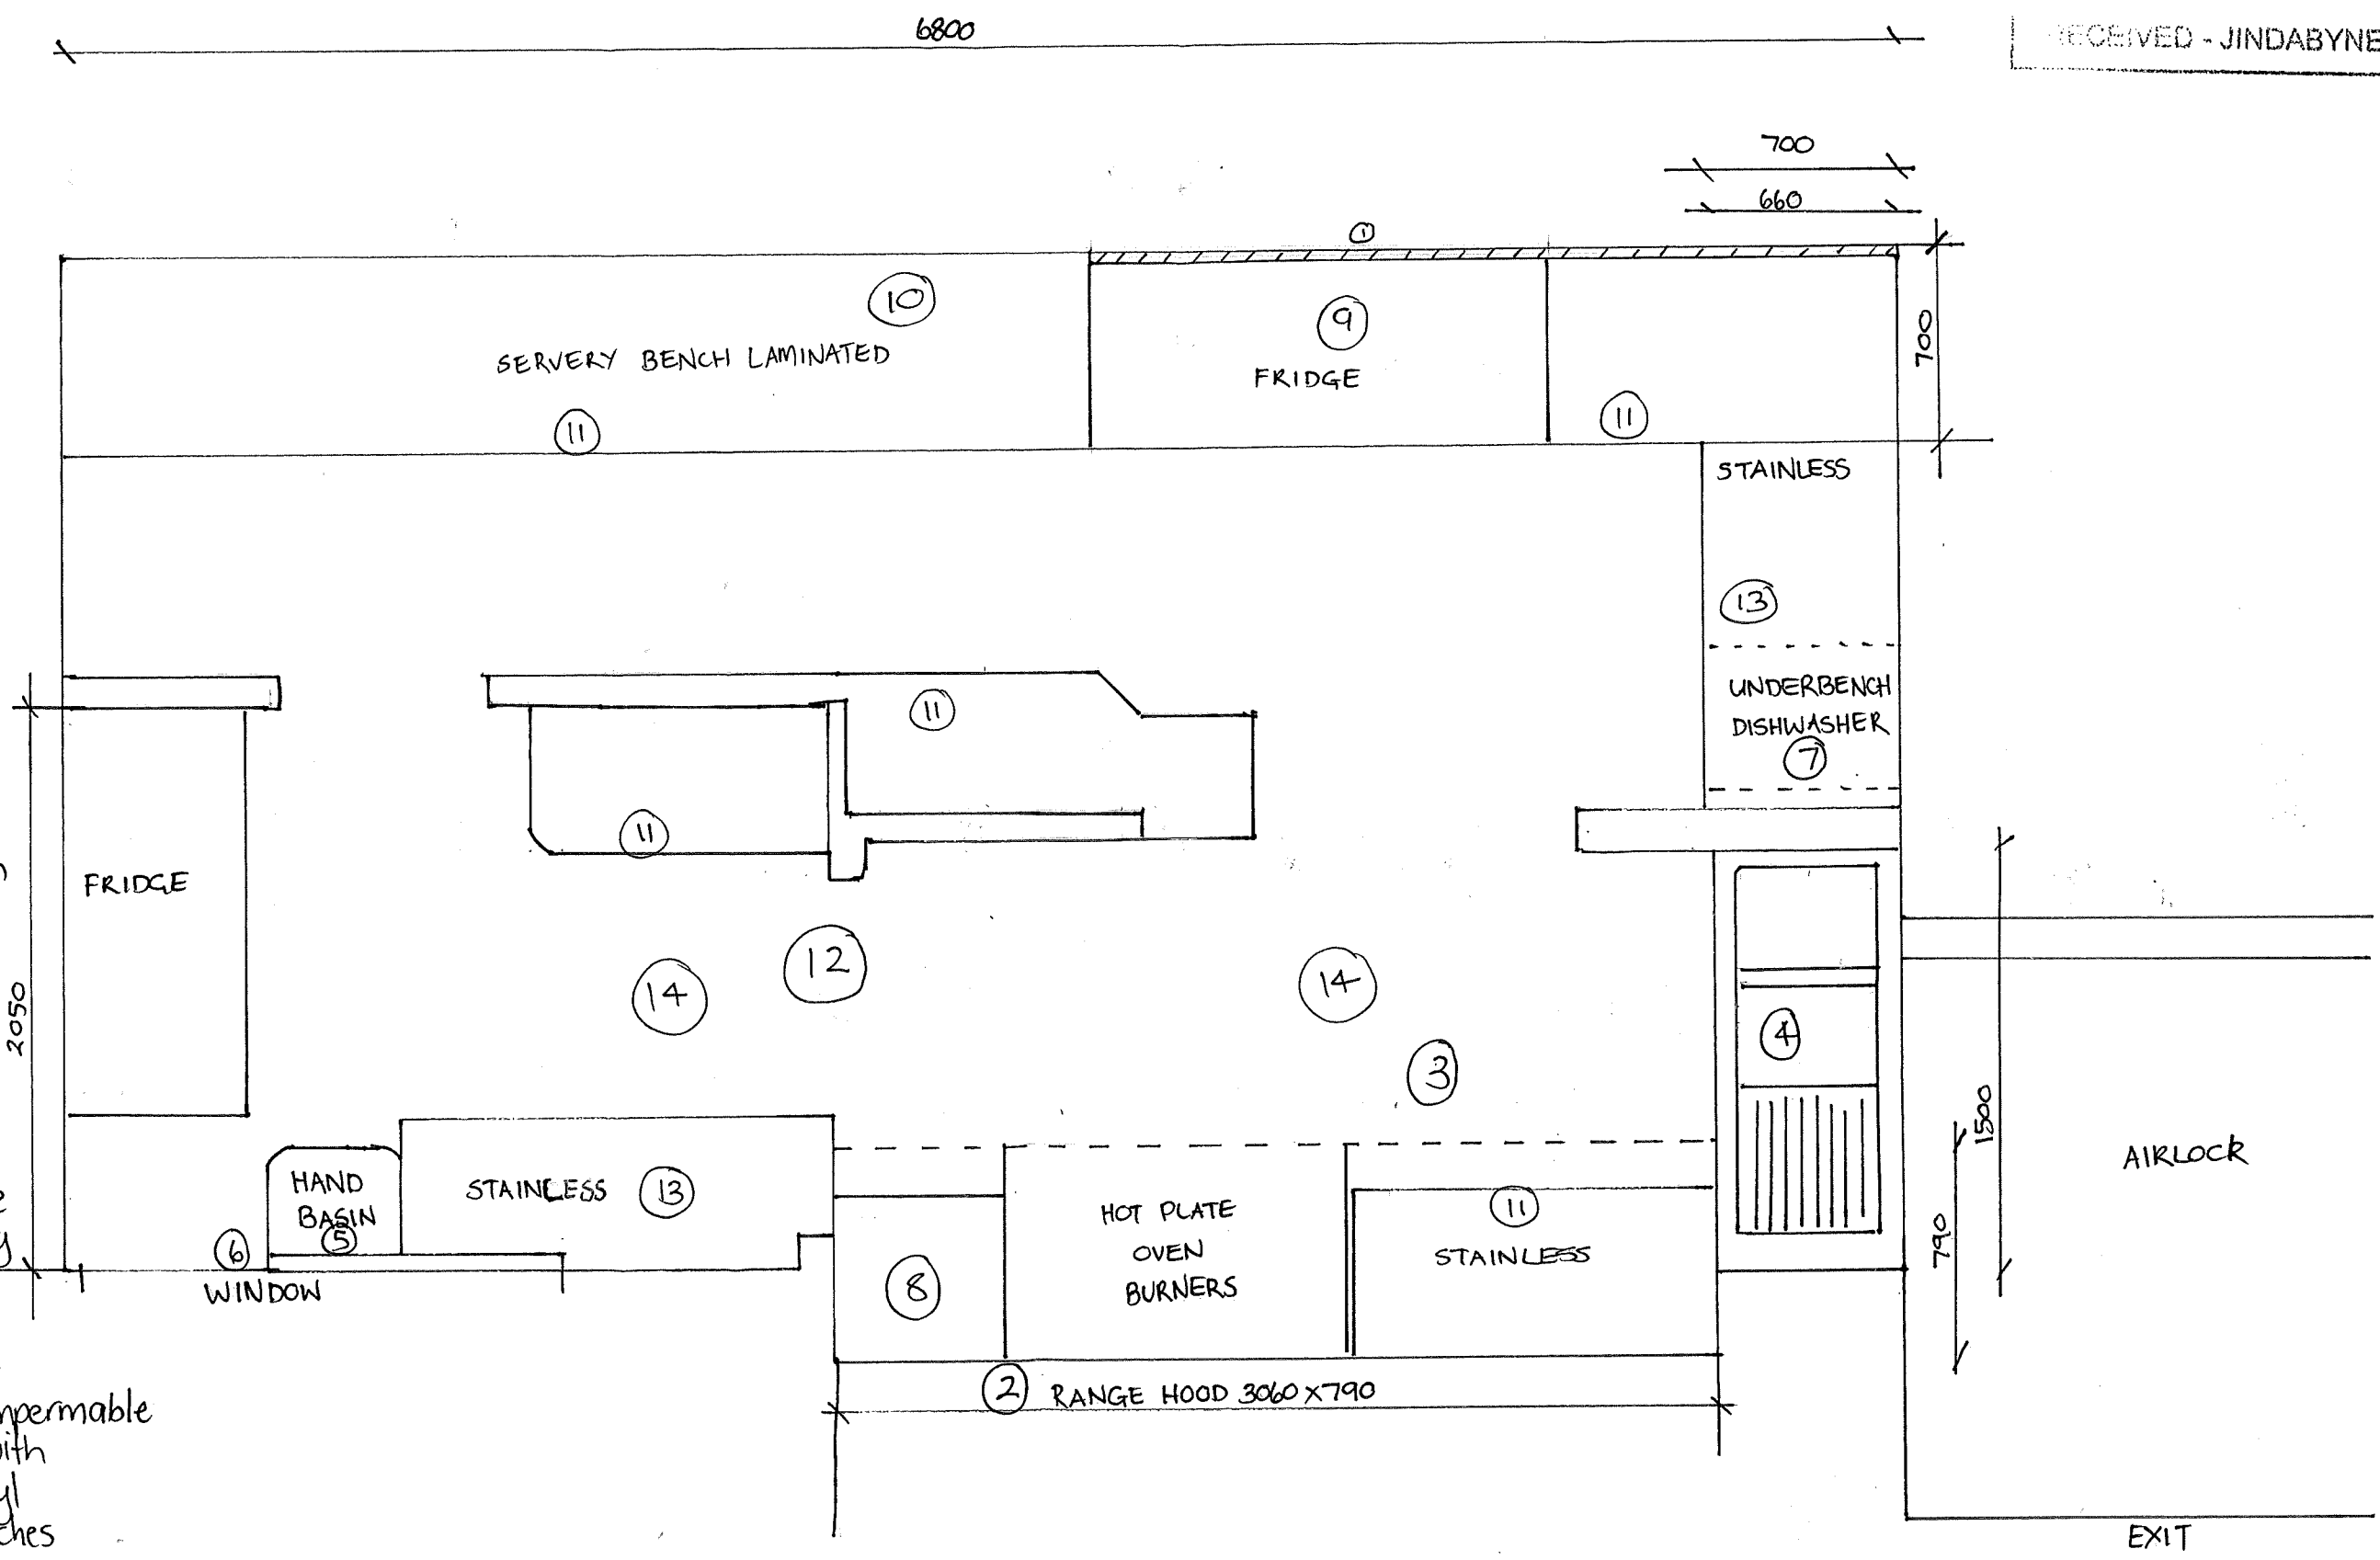 6800
RECEIVED - JINDABYNE
700
660
1
10
9
SERVERY BENCH LAMINATED
FRIDGE
700
11
11
STAINLESS
13
UNDERBENCH
DISHWASHER
7
11
11
FRIDGE
12
14
14
2050
3
4
1500
AIRLOCK
HAND
BASIN
5
STAINLESS
13
6
WINDOW
8
HOT PLATE
OVEN
BURNERS
11
STAINLESS
790
2
RANGE HOOD 3060 X 790
permable
with
ches
EXIT